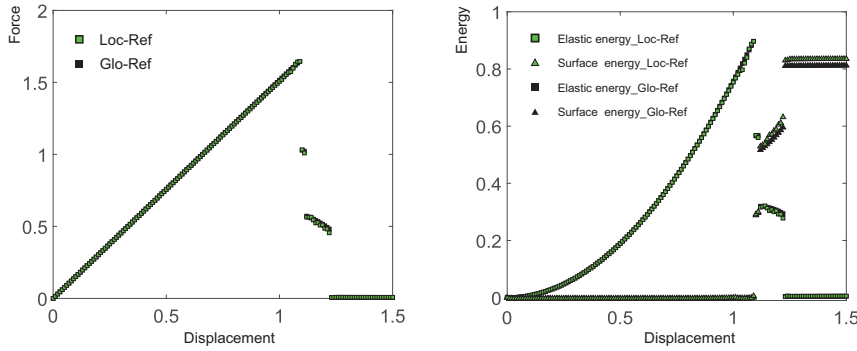 Force
2
1.5
1
0.5
0
0 0.5 1 1.5
Displacement
Loc-Ref
Glo-Ref
Energy
1
0.8
0.6
0.4
0.2
0
0 0.5 1 1.5
Displacement
Elastic energy_Loc-Ref
Surface energy_Loc-Ref
Elastic energy_Glo-Ref
Surface energy_Glo-Ref